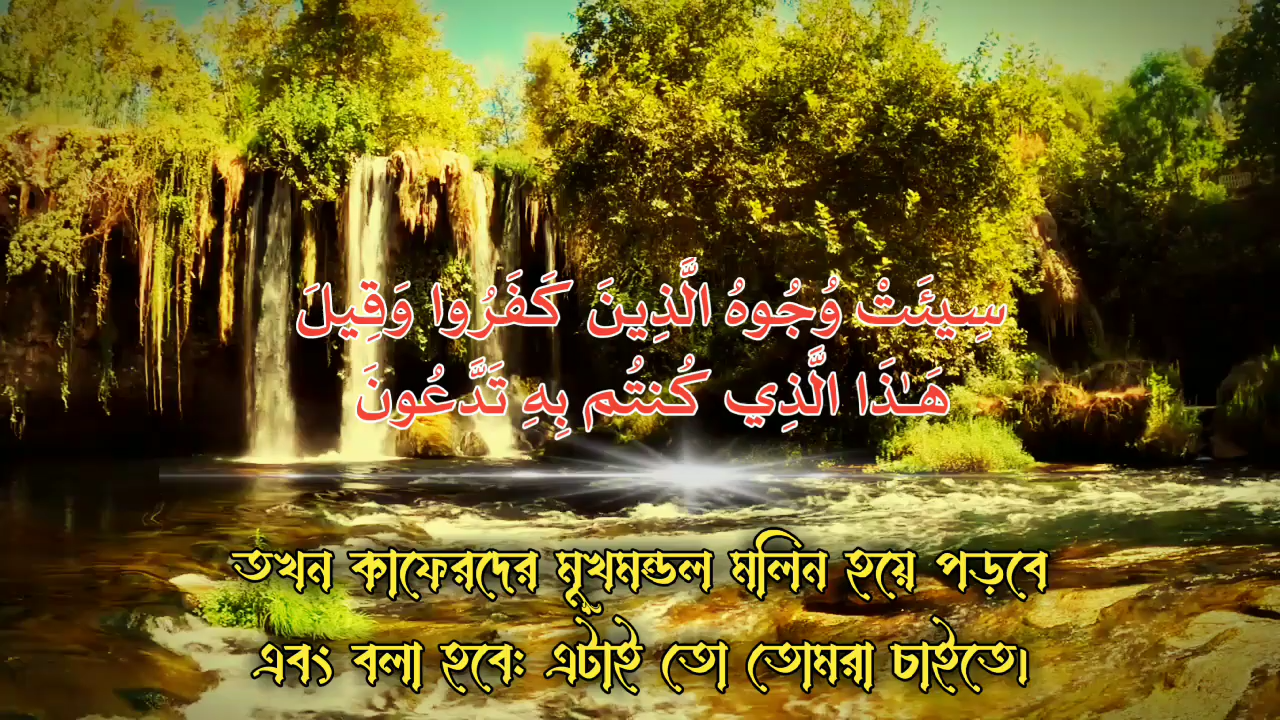 سِيئَتْ وُجُوهُ الَّذِينَ كَفَرُوا وَقِيلَ
هَـٰذَا الَّذِي كُنتُم بِهِ تَدَّعُونَ
তখন কাফেরদের মূখমন্ডল মলিন হয়ে পড়বে
এবং বলা হবেঃ এটাই তো তোমরা চাইতে।